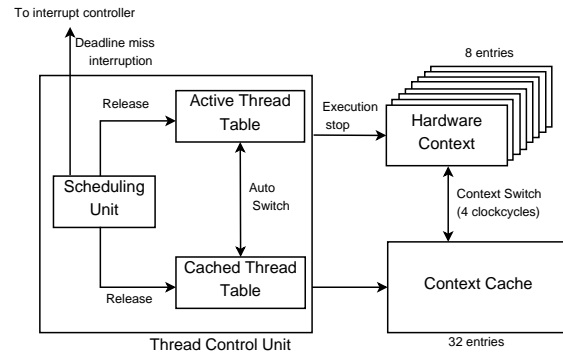 To interrupt controller
Deadline miss
interruption
8 entries
Release
Active Thread
Table
Execution
stop
Hardware
Context
Scheduling
Unit
Auto
Switch
Context Switch
(4 clockcycles)
Cached Thread
Table
Release
Context Cache
Thread Control Unit
32 entries